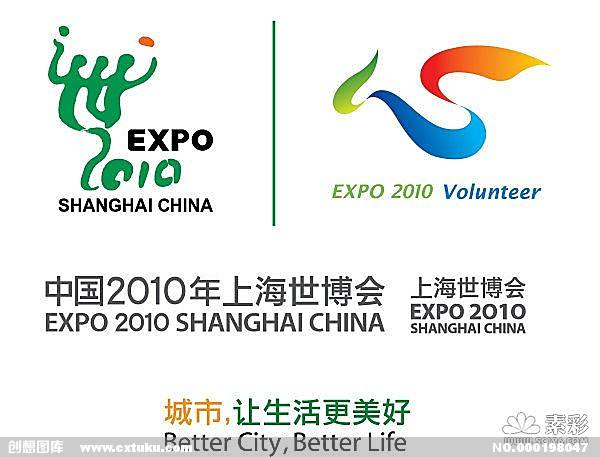 EXPO
2010
SHANGHAI CHINA
EXPO 2010 Volunteer
中国2010年上海世博会
EXPO 2010 SHANGHAI CHINA
上海世博会
EXPO 2010
SHANGHAI CHINA
城市,让生活更美好
Better City, Better Life
素彩
创想图库 www.cxtuku.com
NO.000198047